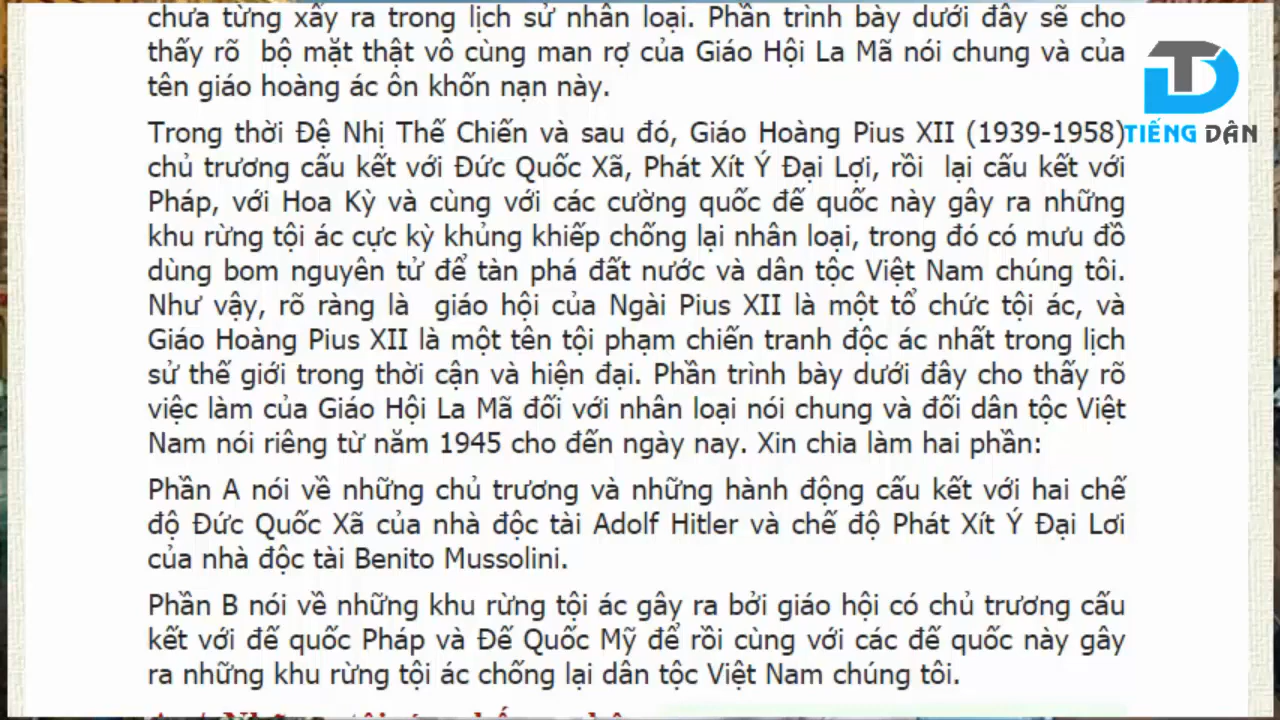 chưa từng xẩy ra trong lịch sử nhân loại. Phần trình bày dưới đây sẽ cho
thấy rõ bộ mặt thật vô cùng man rợ của Giáo Hội La Mã nói chung và của
tên giáo hoàng ác ôn khốn nạn này.
Trong thời Đệ Nhị Thế Chiến và sau đó, Giáo Hoàng Pius XII (1939-1958)
chủ trương cấu kết với Đức Quốc Xã, Phát Xít Ý Đại Lợi, rồi lại cấu kết với
Pháp, với Hoa Kỳ và cùng với các cường quốc đế quốc này gây ra những
khu rừng tội ác cực kỳ khủng khiếp chống lại nhân loại, trong đó có mưu đồ
dùng bom nguyên tử để tàn phá đất nước và dân tộc Việt Nam chúng tôi.
Như vậy, rõ ràng là giáo hội của Ngài Pius XII là một tổ chức tội ác, và
Giáo Hoàng Pius XII là một tên tội phạm chiến tranh độc ác nhất trong lịch
sử thế giới trong thời cận và hiện đại. Phần trình bày dưới đây cho thấy rõ
việc làm của Giáo Hội La Mã đối với nhân loại nói chung và đối dân tộc Việt
Nam nói riêng từ năm 1945 cho đến ngày nay. Xin chia làm hai phần:
Phần A nói về những chủ trương và những hành động cấu kết với hai chế
độ Đức Quốc Xã của nhà độc tài Adolf Hitler và chế độ Phát Xít Ý Đại Lơi
của nhà độc tài Benito Mussolini.
Phần B nói về những khu rừng tội ác gây ra bởi giáo hội có chủ trương cấu
kết với đế quốc Pháp và Đế Quốc Mỹ để rồi cùng với các đế quốc này gây
ra những khu rừng tội ác chống lại dân tộc Việt Nam chúng tôi.
TD
TIẾNG DÂN